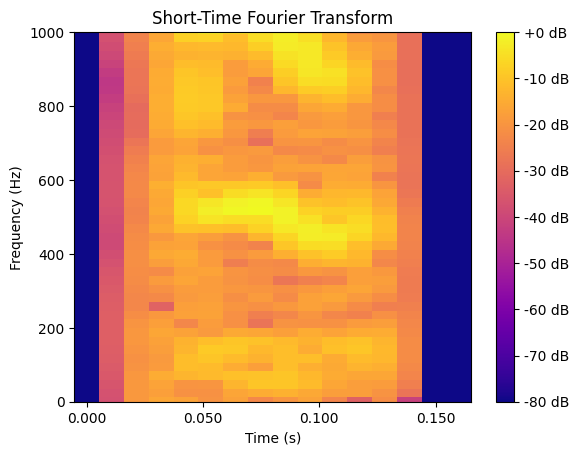 Short-Time Fourier Transform
1000
800
600
400
200
0
Frequency (Hz)
0.000
0.050
0.100
0.150
Time (s)
+0 dB
-10 dB
-20 dB
-30 dB
-40 dB
-50 dB
-60 dB
-70 dB
-80 dB